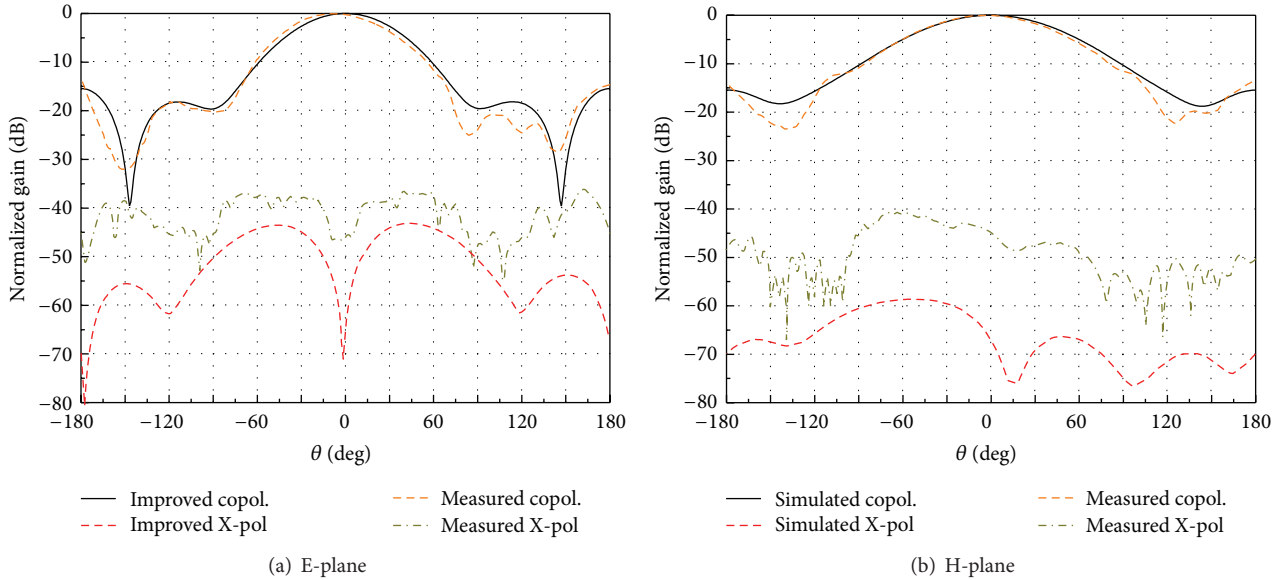 0
−10
−20
−30
−40
−50
−60
−70
−80
Normalized gain (dB)
−180
−120
−60
0
60
120
180
θ (deg)
Improved copol.
Improved X-pol
Measured copol.
Measured X-pol
(a) E-plane
0
−10
−20
−30
−40
−50
−60
−70
−80
Normalized gain (dB)
−180
−120
−60
0
60
120
180
θ (deg)
Simulated copol.
Simulated X-pol
Measured copol.
Measured X-pol
(b) H-plane